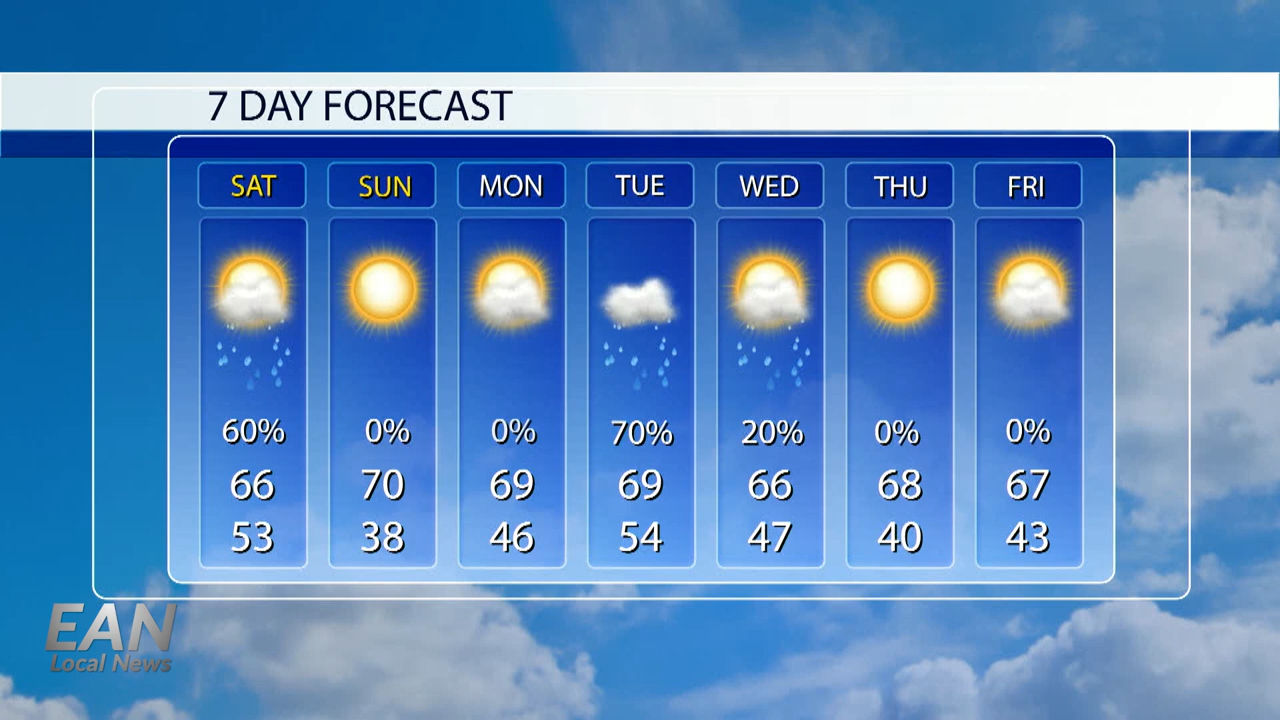 7 DAY FORECAST
SAT SUN MON TUE WED THU FRI
60% 0% 0% 70% 20% 0% 0%
66 70 69 69 66 68 67
53 38 46 54 47 40 43
EAN
Local News